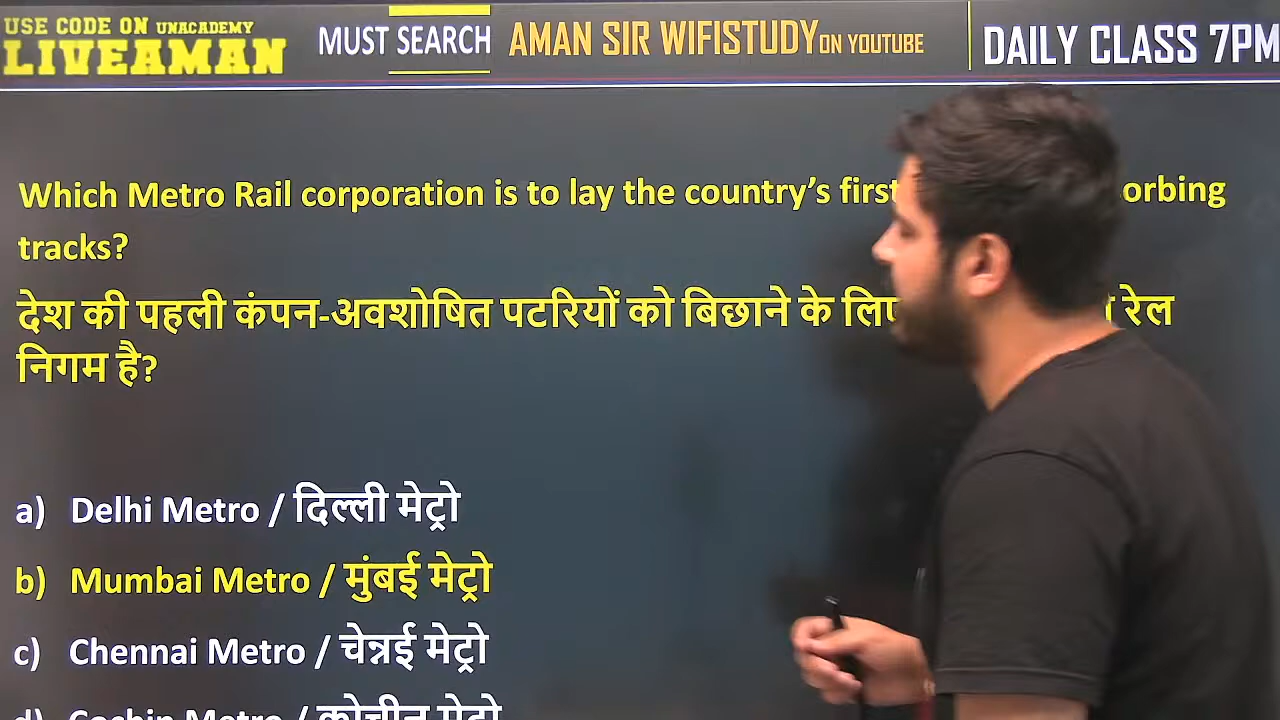 USE CODE ON UNACADEMY
LIVEAMAN
MUST SEARCH
AMAN SIR WIFISTUDY ON YOUTUBE
DAILY CLASS 7PM
Which Metro Rail corporation is to lay the country's first orbing
tracks?
देश की पहली कंपन-अवशोषित पटरियों को बिछाने के लिए रेल
निगम है?
a) Delhi Metro / दिल्ली मेट्रो
b) Mumbai Metro / मुंबई मेट्रो
c) Chennai Metro / चेन्नई मेट्रो
d) Cochin Metro / कोचीन मेट्रो